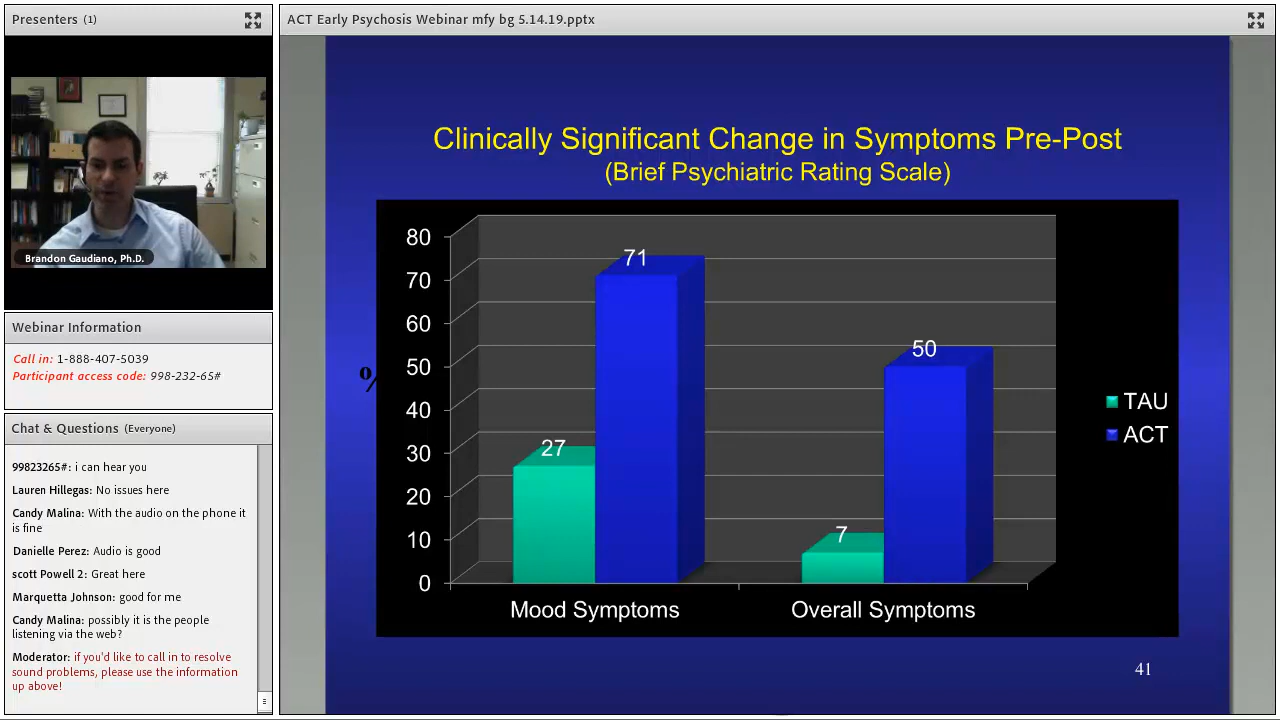 Presenters (1)
Brandon Gaudiano, Ph.D.
Webinar Information
Call in: 1-888-407-5039
Participant access code: 998-232-65#
Chat & Questions (Everyone)
99823265#: i can hear you
Lauren Hillegas: No issues here
Candy Malina: With the audio on the phone it
is fine
Danielle Perez: Audio is good
scott Powell 2: Great here
Marquetta Johnson: good for me
Candy Malina: possibly it is the people
listening via the web?
Moderator: if you'd like to call in to resolve
sound problems, please use the information
up above!
ACT Early Psychosis Webinar mfy bg 5.14.19.pptx
Clinically Significant Change in Symptoms Pre-Post
(Brief Psychiatric Rating Scale)
%
80
70
60
50
40
30
20
10
0
27
71
7
50
Mood Symptoms
Overall Symptoms
TAU
ACT
41